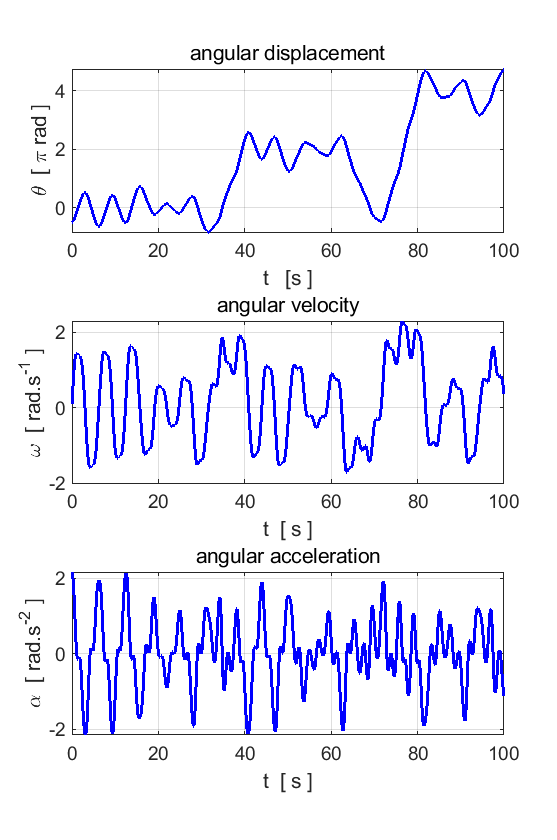 angular displacement
θ [ π rad ]
4
2
0
0 20 40 60 80 100
t [s ]
angular velocity
ω [ rad.s-1 ]
2
0
-2
0 20 40 60 80 100
t [ s ]
angular acceleration
α [ rad.s-2 ]
2
0
-2
0 20 40 60 80 100
t [ s ]